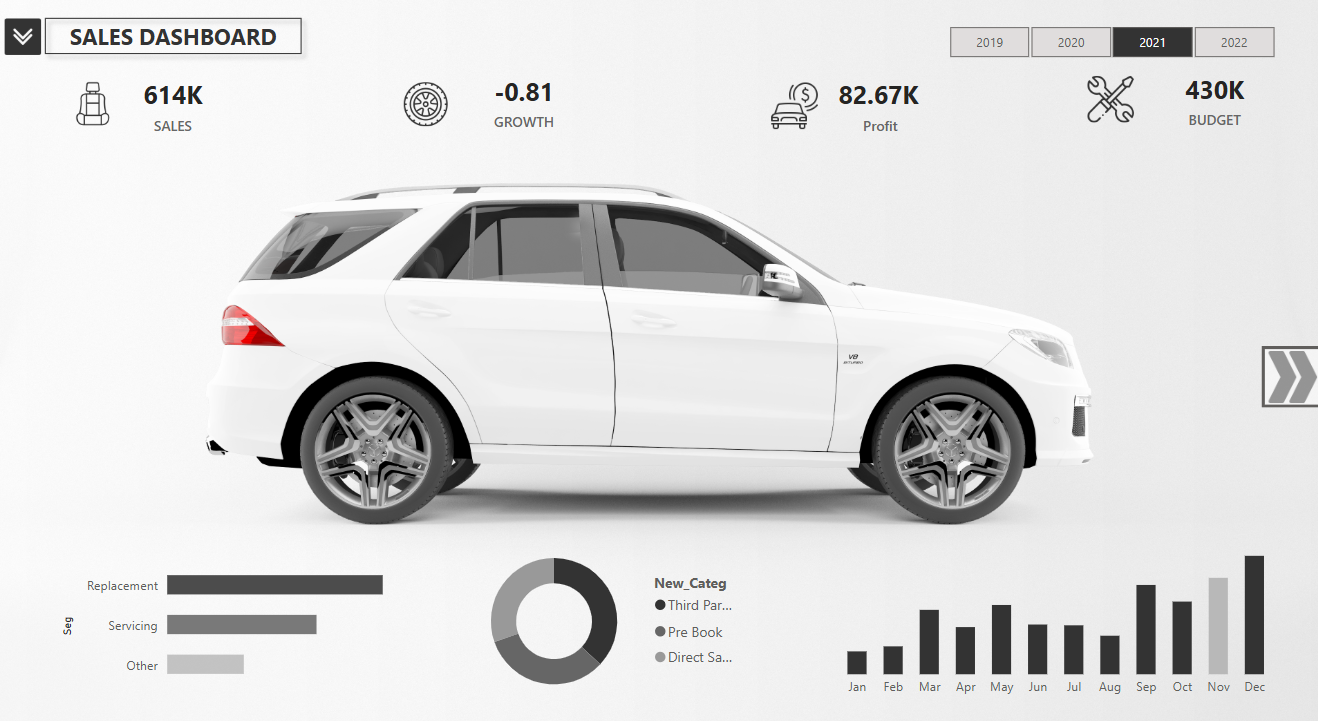 SALES DASHBOARD
2019
2020
2021
2022
614K
SALES
-0.81
GROWTH
82.67K
Profit
430K
BUDGET
V8
BITURBO
Seg
Replacement
Servicing
Other
New_Categ
Third Par...
Pre Book
Direct Sa...
Jan Feb Mar Apr May Jun Jul Aug Sep Oct Nov Dec